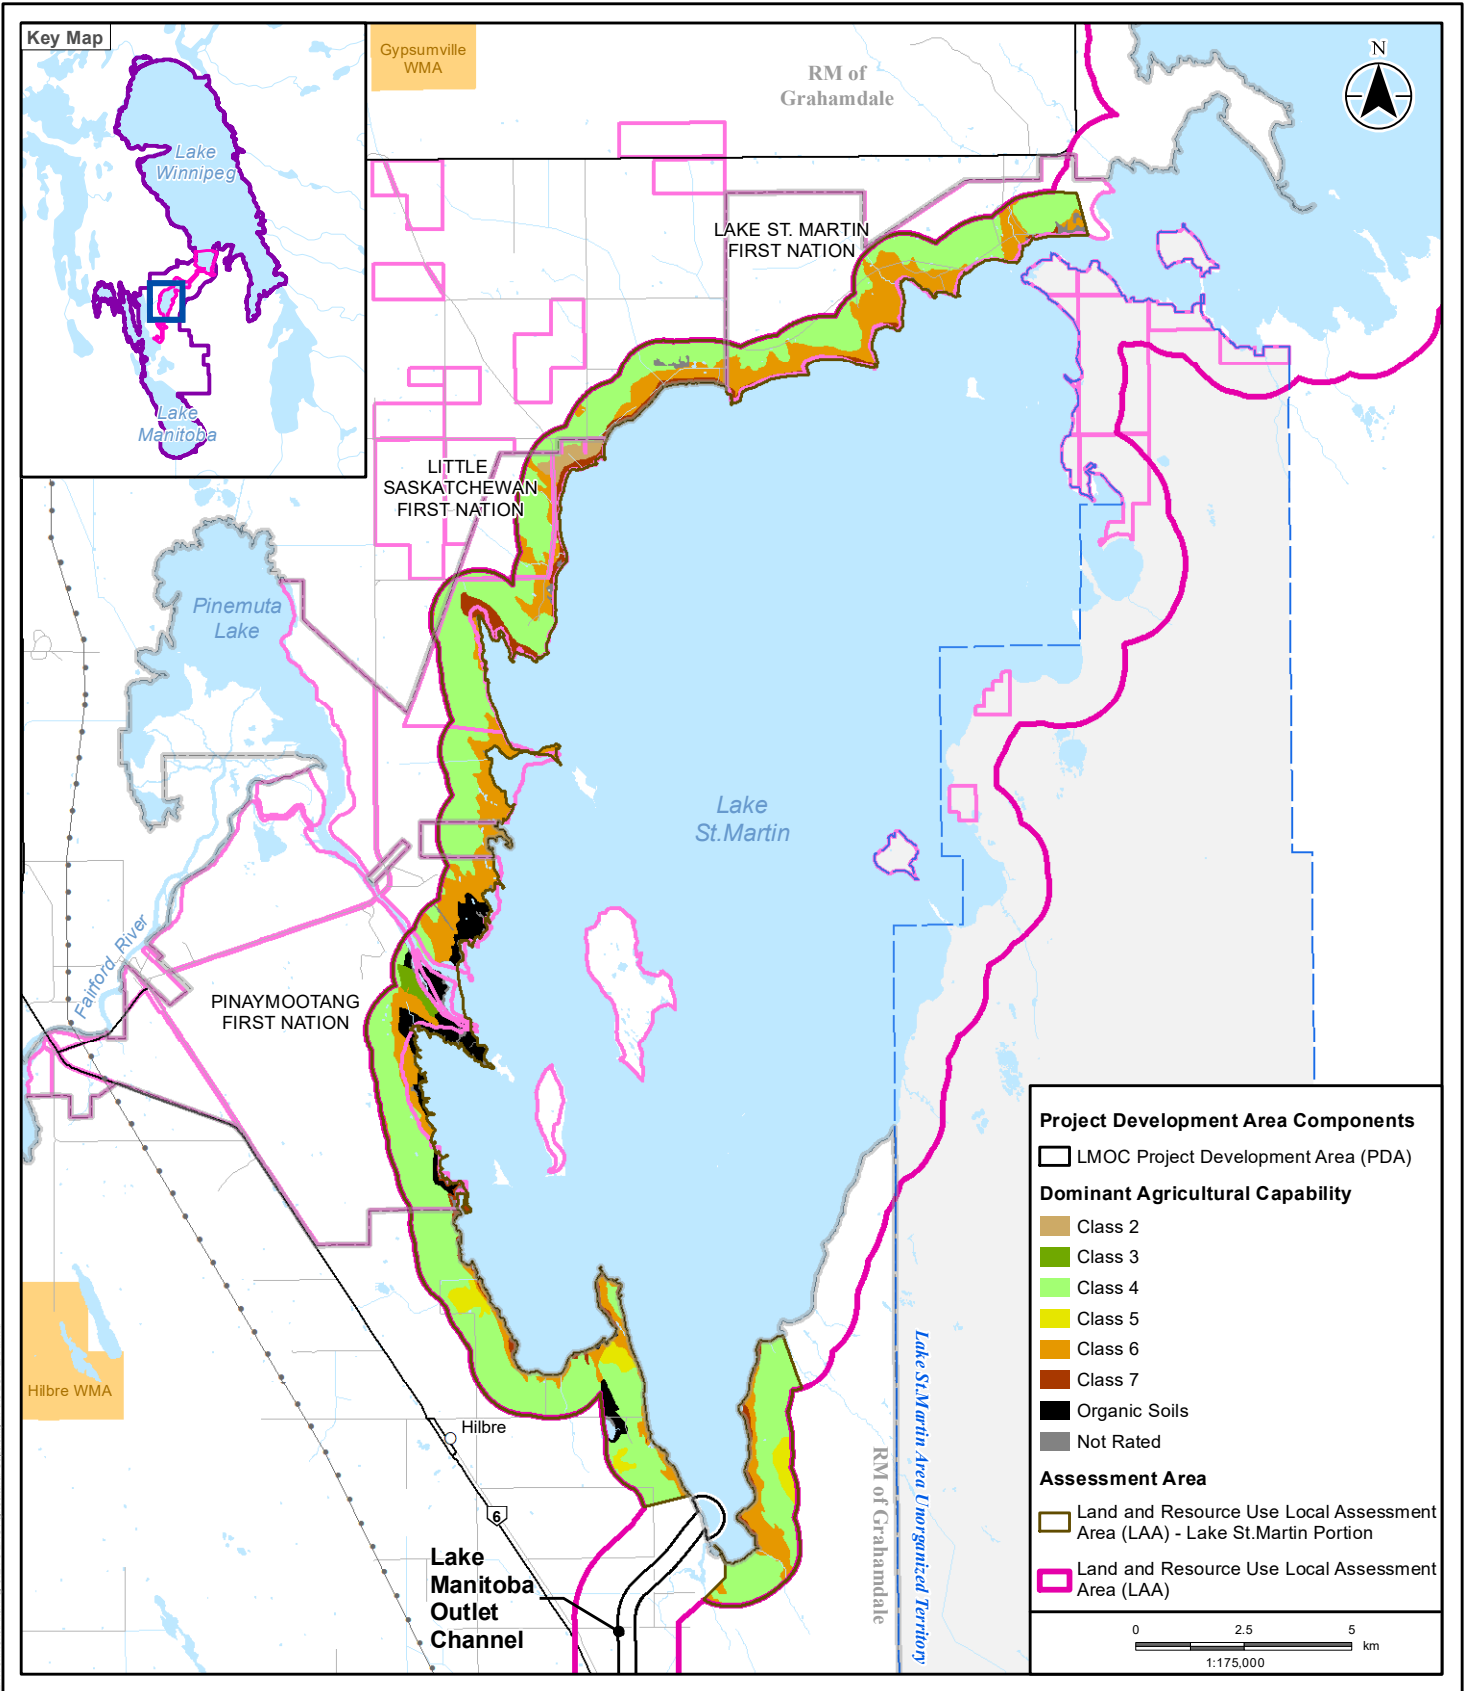 Key Map
Lake
Winnipeg
Lake
Manitoba
Gypsumville
WMA
RM of
Grahamdale
N
LAKE ST. MARTIN
FIRST NATION
LITTLE
SASKATCHEWAN
FIRST NATION
Pinemuta
Lake
Lake
St.Martin
Fairford River
PINAYMOOTANG
FIRST NATION
Hilbre WMA
Hilbre
6
Lake
Manitoba
Outlet
Channel
RM of Grahamdale
Lake St.Martin Area Unorganized Territory
Project Development Area Components
LMOC Project Development Area (PDA)
Dominant Agricultural Capability
Class 2
Class 3
Class 4
Class 5
Class 6
Class 7
Organic Soils
Not Rated
Assessment Area
Land and Resource Use Local Assessment
Area (LAA) - Lake St.Martin Portion
Land and Resource Use Local Assessment
Area (LAA)
0 2.5 5
km
1:175,000